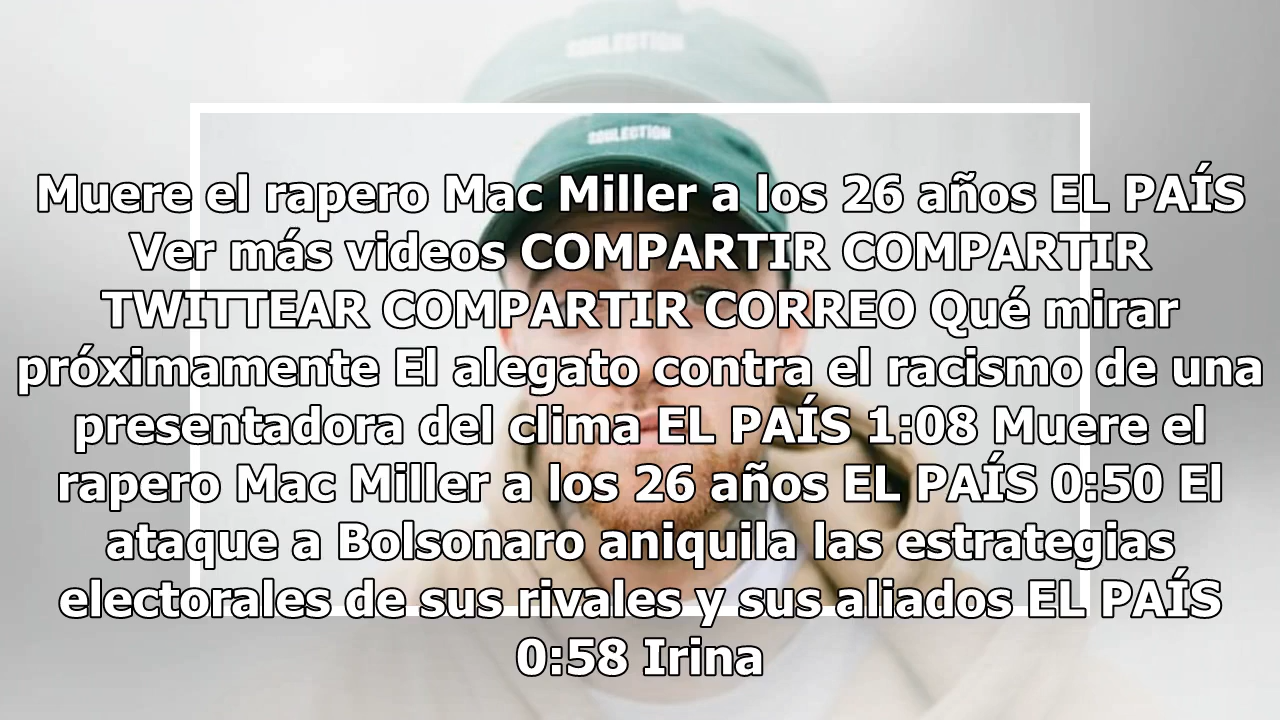 SOULECTION
SOULECTION
Muere el rapero Mac Miller a los 26 años EL PAÍS
Ver más videos COMPARTIR COMPARTIR
TWITTEAR COMPARTIR CORREO Qué mirar
próximamente El alegato contra el racismo de una
presentadora del clima EL PAÍS 1:08 Muere el
rapero Mac Miller a los 26 años EL PAÍS 0:50 El
ataque a Bolsonaro aniquila las estrategias
electorales de sus rivales y sus aliados EL PAÍS
0:58 Irina